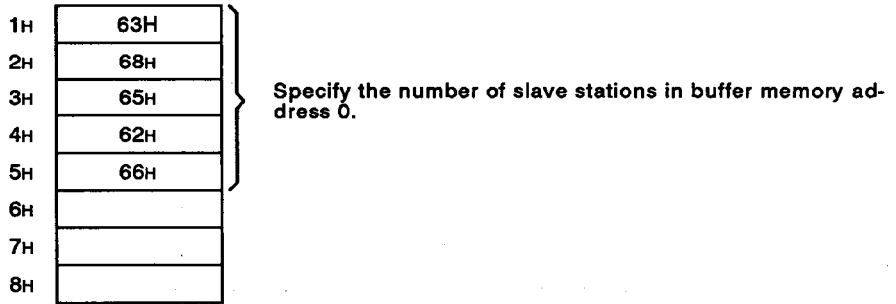 1H 63H
2H 68H
3H 65H
4H 62H
5H 66H
6H
7H
8H
Specify the number of slave stations in buffer memory ad-
dress 0.